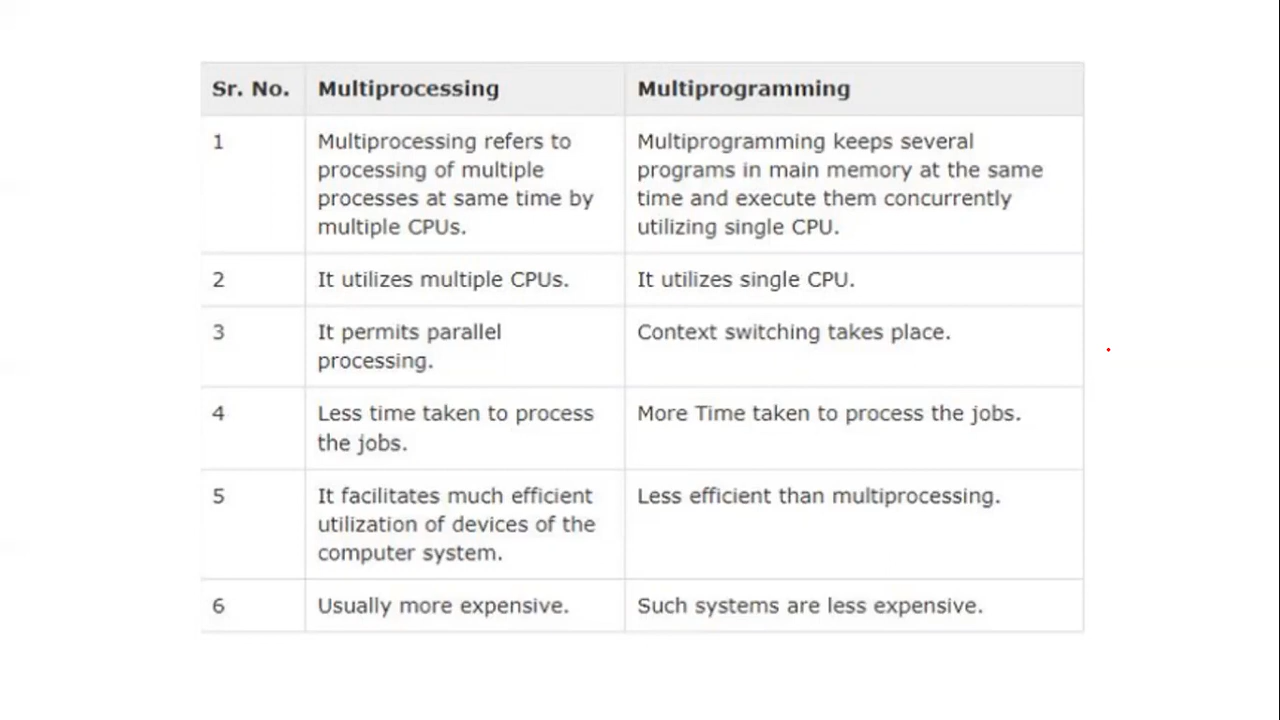 Sr. No. Multiprocessing Multiprogramming
1 Multiprocessing refers to processing of multiple processes at same time by multiple CPUs. Multiprogramming keeps several programs in main memory at the same time and execute them concurrently utilizing single CPU.
2 It utilizes multiple CPUs. It utilizes single CPU.
3 It permits parallel processing. Context switching takes place.
4 Less time taken to process the jobs. More Time taken to process the jobs.
5 It facilitates much efficient utilization of devices of the computer system. Less efficient than multiprocessing.
6 Usually more expensive. Such systems are less expensive.